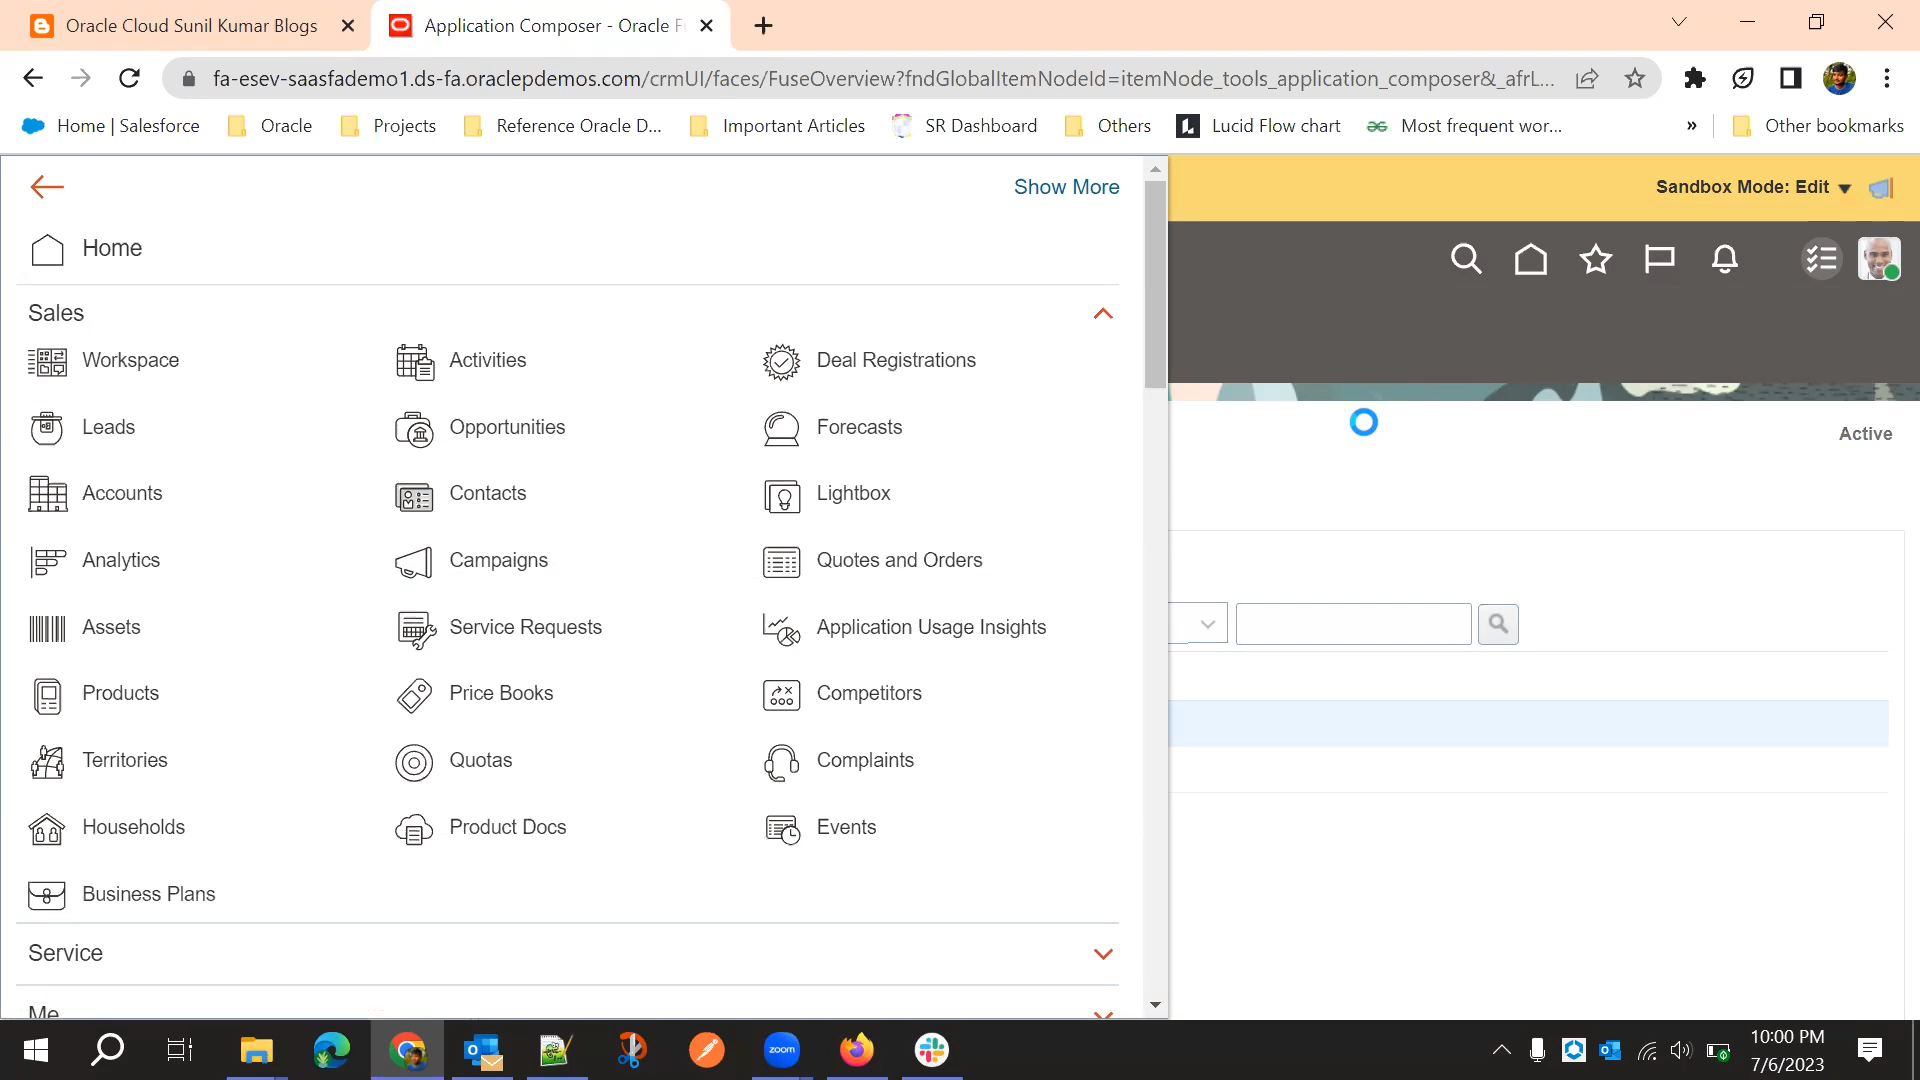 Oracle Cloud Sunil Kumar Blogs
Application Composer - Oracle F
fa-esev-saasfademo1.ds-fa.oraclepdemos.com/crmUI/faces/FuseOverview?fndGlobalItemNodeId=itemNode_tools_application_composer&_afrL...
Home | Salesforce
Oracle
Projects
Reference Oracle D...
Important Articles
SR Dashboard
Others
Lucid Flow chart
Most frequent wor...
»
Other bookmarks
Show More
Sandbox Mode: Edit
Home
Sales
Workspace
Activities
Deal Registrations
Leads
Opportunities
Forecasts
Active
Accounts
Contacts
Lightbox
Analytics
Campaigns
Quotes and Orders
Assets
Service Requests
Application Usage Insights
Products
Price Books
Competitors
Territories
Quotas
Complaints
Households
Product Docs
Events
Business Plans
Service
Me
zoom
10:00 PM
7/6/2023